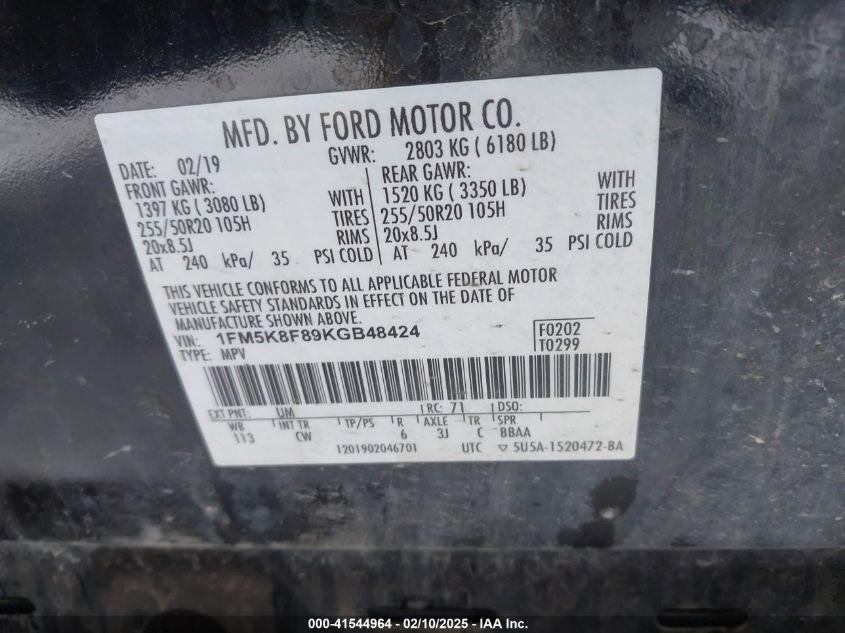 MFD. BY FORD MOTOR CO.
DATE: 02/19 GVWR: 2803 KG ( 6180 LB)
FRONT GAWR: REAR GAWR:
1397 KG ( 3080 LB) WITH 1520 KG ( 3350 LB) WITH
255/50R20 105H TIRES 255/50R20 105H TIRES
20x8.5J RIMS 20x8.5J RIMS
AT 240 kPa/ 35 PSI COLD AT 240 kPa/ 35 PSI COLD
THIS VEHICLE CONFORMS TO ALL APPLICABLE FEDERAL MOTOR
VEHICLE SAFETY STANDARDS IN EFFECT ON THE DATE OF
MANUFACTURE SHOWN ABOVE.
VIN: 1FM5K8F89KGB48424 F0202
TYPE: MPV T0299
EXT PNT: UM RC: 71 DSO:
WB INT TR TP/PS R AXLE TR SPR
113 CW 6 3J C BBAA
1201902046701 UTC ▽ 5U5A-1520472-BA
000-41544964 - 02/10/2025 - IAA Inc.